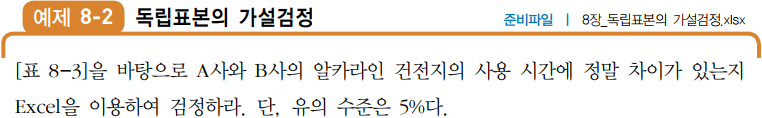 예제 8-2 독립표본의 가설검정 준비파일 | 8장_독립표본의 가설검정.xlsx
[표 8-3]을 바탕으로 A사와 B사의 알카라인 건전지의 사용 시간에 정말 차이가 있는지
Excel을 이용하여 검정하라. 단, 유의 수준은 5%다.